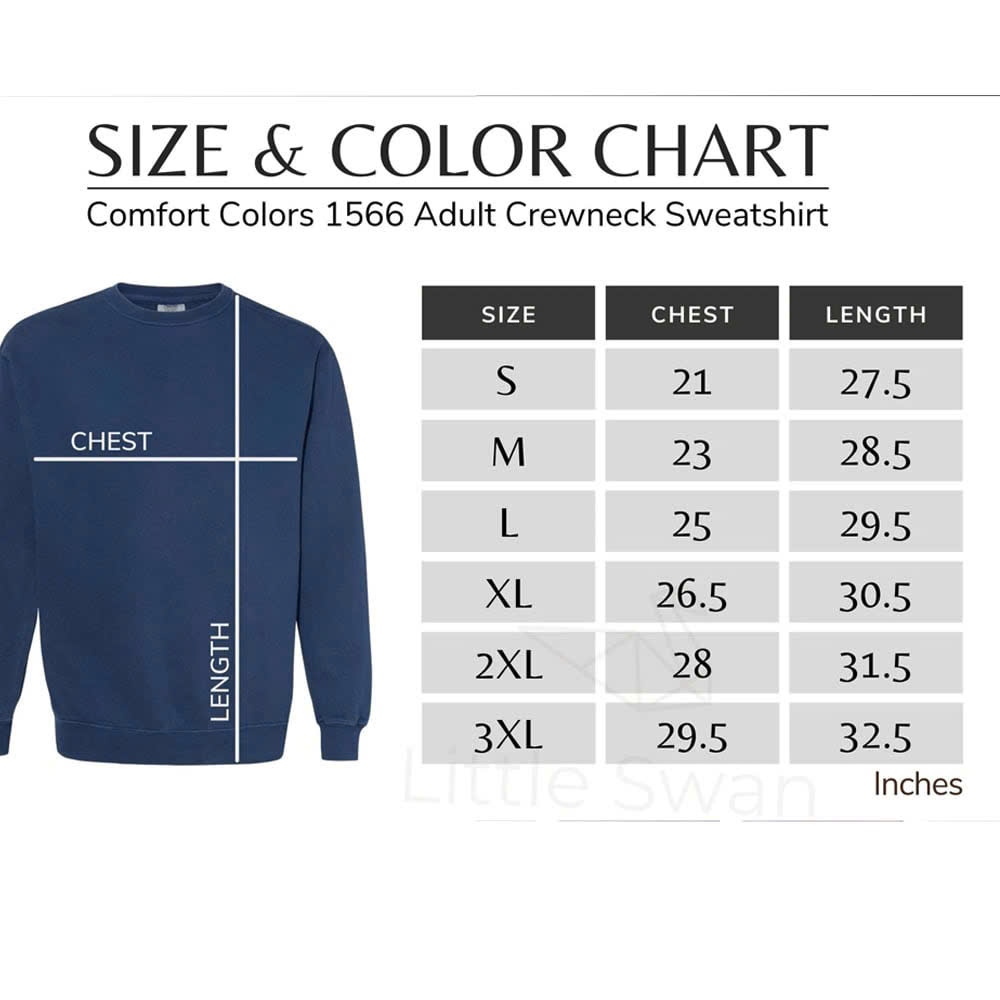 SIZE & COLOR CHART
Comfort Colors 1566 Adult Crewneck Sweatshirt
CHEST
LENGTH
SIZE CHEST LENGTH
S 21 27.5
M 23 28.5
L 25 29.5
XL 26.5 30.5
2XL 28 31.5
3XL 29.5 32.5
Inches
Little Swan